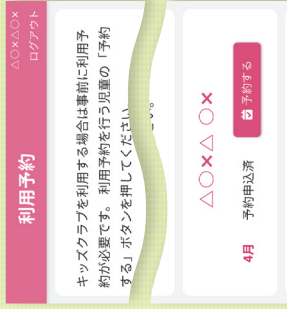 △○×△○×
ログアウト
利用予約
キッズクラブを利用する場合は事前に利用予
約が必要です。 利用予約を行う児童の「予約
する」ボタンを押してください
い。
△○×△○×
4月 予約申込済 予約する